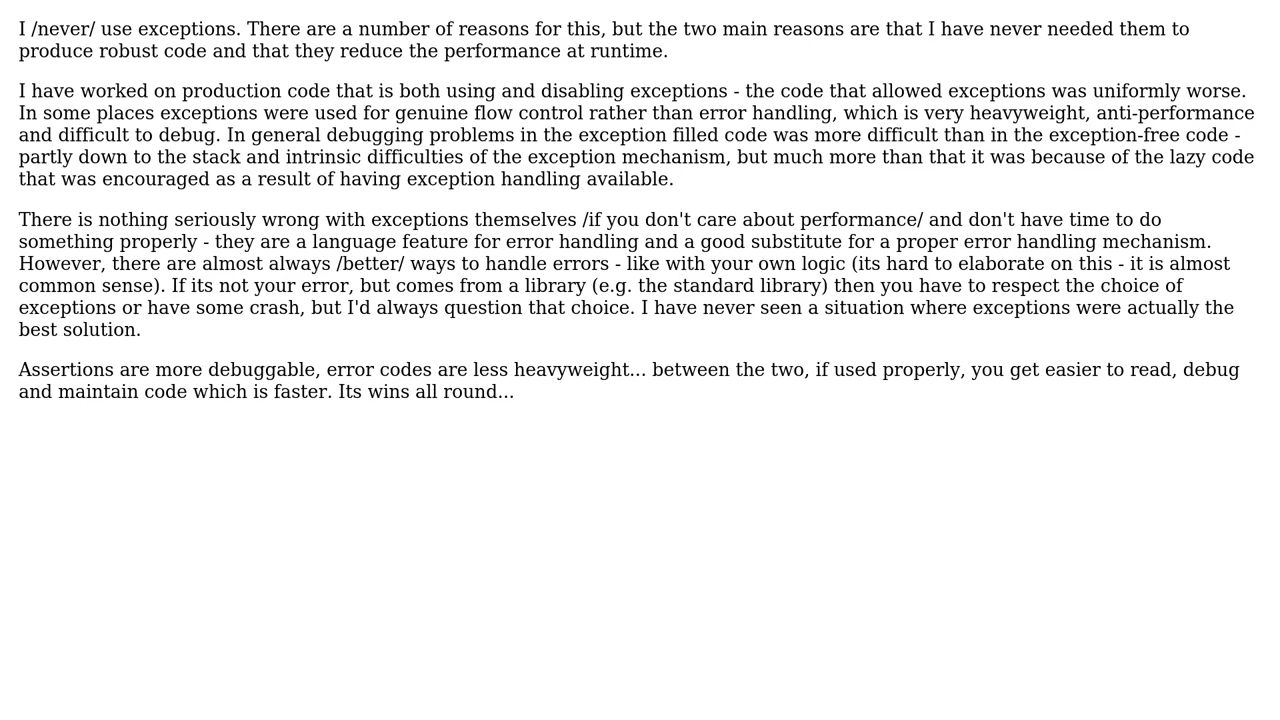 I /never/ use exceptions. There are a number of reasons for this, but the two main reasons are that I have never needed them to
produce robust code and that they reduce the performance at runtime.
I have worked on production code that is both using and disabling exceptions - the code that allowed exceptions was uniformly worse.
In some places exceptions were used for genuine flow control rather than error handling, which is very heavyweight, anti-performance
and difficult to debug. In general debugging problems in the exception filled code was more difficult than in the exception-free code -
partly down to the stack and intrinsic difficulties of the exception mechanism, but much more than that it was because of the lazy code
that was encouraged as a result of having exception handling available.
There is nothing seriously wrong with exceptions themselves /if you don't care about performance/ and don't have time to do
something properly - they are a language feature for error handling and a good substitute for a proper error handling mechanism.
However, there are almost always /better/ ways to handle errors - like with your own logic (its hard to elaborate on this - it is almost
common sense). If its not your error, but comes from a library (e.g. the standard library) then you have to respect the choice of
exceptions or have some crash, but I'd always question that choice. I have never seen a situation where exceptions were actually the
best solution.
Assertions are more debuggable, error codes are less heavyweight... between the two, if used properly, you get easier to read, debug
and maintain code which is faster. Its wins all round...